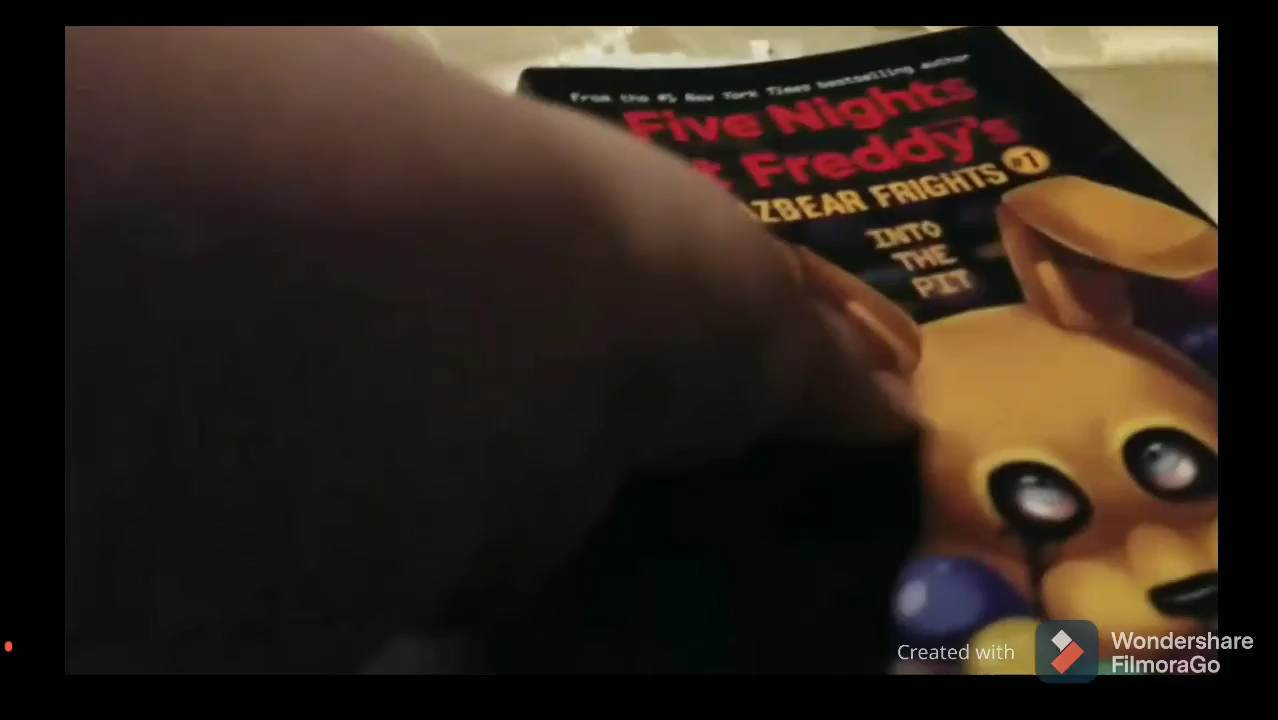 From the #1 New York Times bestselling author
Five Nights
t Freddy's
ZBEAR FRIGHTS #1
INTO
THE
PIT
Created with
Wondershare
FilmoraGo